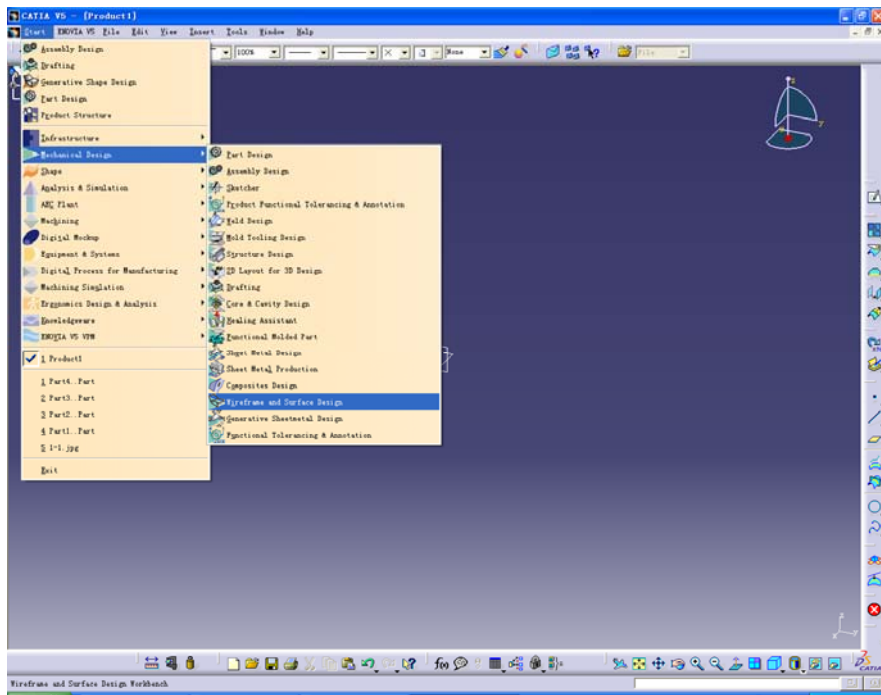 CATIA V5 - [Product1]
Start ENOVIA V5 File Edit View Insert Tools Window Help
100% None File
Assembly Design
Drafting
Generative Shape Design
Part Design
Product Structure
Infrastructure
Mechanical Design
Shape
Analysis & Simulation
AEC Plant
Machining
Digital Mockup
Equipment & Systems
Digital Process for Manufacturing
Machining Simulation
Ergonomics Design & Analysis
Knowledgeware
ENOVIA V5 VPM
1 Product1
1 Part4..Part
2 Part3..Part
3 Part2..Part
4 Part1..Part
5 1-1.jpg
Exit
Part Design
Assembly Design
Sketcher
Product Functional Tolerancing & Annotation
Weld Design
Mold Tooling Design
Structure Design
2D Layout for 3D Design
Drafting
Core & Cavity Design
Healing Assistant
Functional Molded Part
Sheet Metal Design
Sheet Metal Production
Composites Design
Wireframe and Surface Design
Generative Sheetmetal Design
Functional Tolerancing & Annotation
z
y
z
y
f(x)
CATIA
Wireframe and Surface Design Workbench